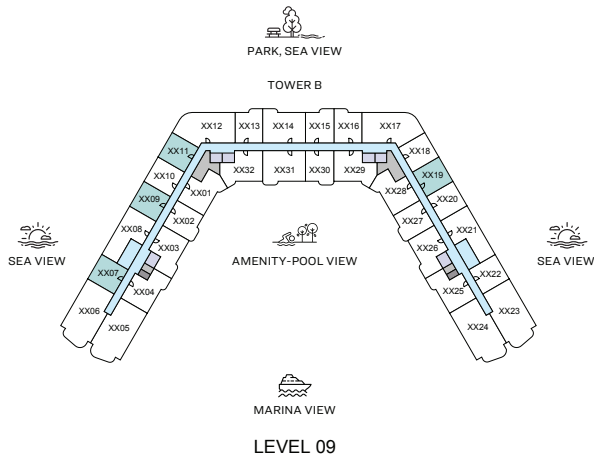 PARK, SEA VIEW
TOWER B
XX12
XX13
XX14
XX15
XX16
XX17
XX11
XX18
XX10
XX01
XX32
XX31
XX30
XX29
XX28
XX19
XX09
XX02
XX20
XX27
XX08
XX03
XX26
XX21
SEA VIEW
AMENITY-POOL VIEW
SEA VIEW
XX07
XX04
XX25
XX22
XX06
XX05
XX24
XX23
MARINA VIEW
LEVEL 09